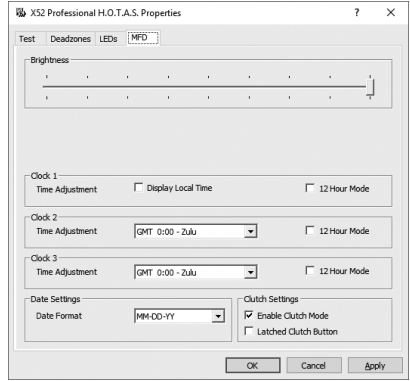 X52 Professional H.O.T.A.S. Properties ? X
Test Deadzones LEDs MFD
Brightness
Clock 1
Time Adjustment Display Local Time 12 Hour Mode
Clock 2
Time Adjustment GMT 0:00 - Zulu 12 Hour Mode
Clock 3
Time Adjustment GMT 0:00 - Zulu 12 Hour Mode
Date Settings Clutch Settings
Date Format MM-DD-YY Enable Clutch Mode
Latched Clutch Button
OK Cancel Apply